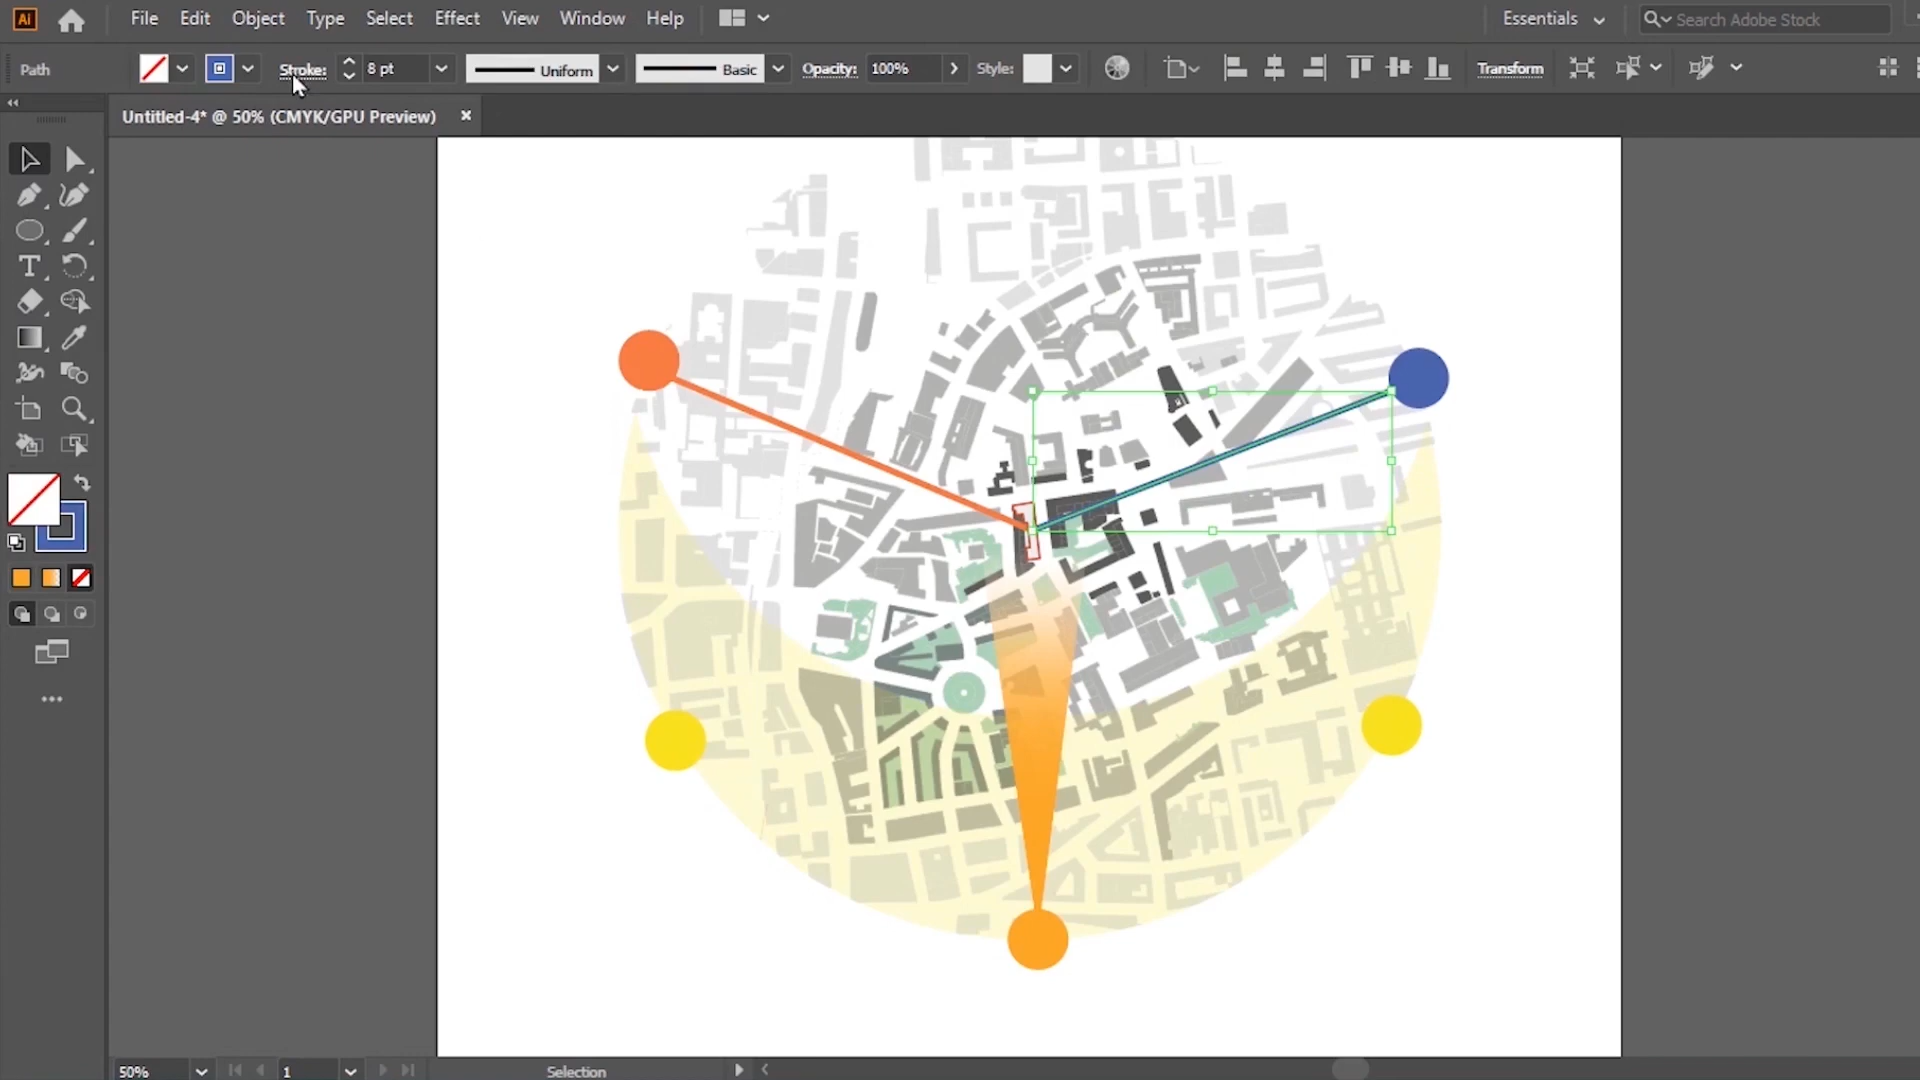 Ai File Edit Object Type Select Effect View Window Help Essentials Search Adobe Stock
Path Stroke: 8 pt Uniform Basic Opacity: 100% Style: Transform
Untitled-4* @ 50% (CMYK/GPU Preview) ×
50% 1 Selection